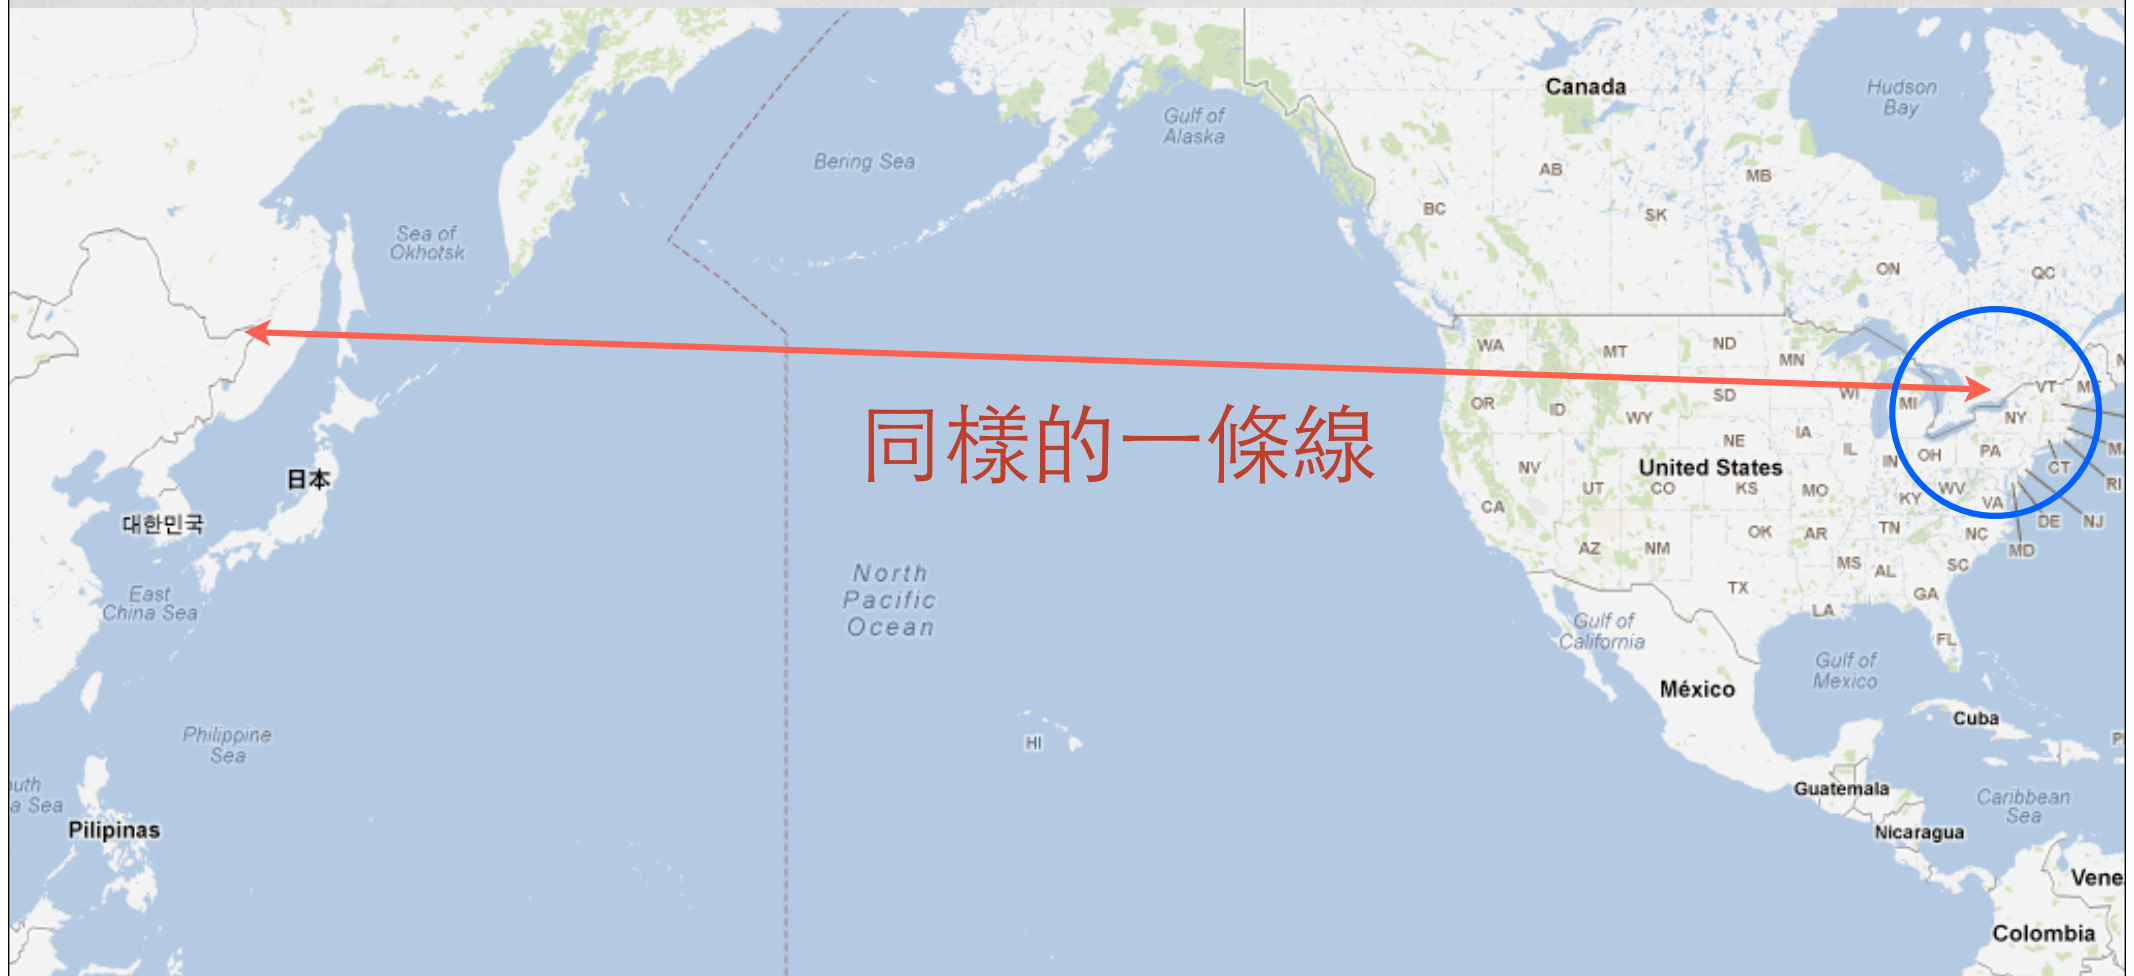 Canada
Hudson
Bay
Gulf of
Alaska
Bering Sea
AB
MB
BC
SK
Sea of
Okhotsk
ON
QC
WA
MT
ND
MN
OR
ID
WY
SD
WI
MI
VT
NY
同樣的一條線
NE
IA
IL
IN
OH
PA
CT
日本
NV
UT
United States
CO
KS
MO
KY
WV
VA
RI
대한민국
CA
OK
AR
TN
NC
DE
NJ
AZ
NM
MS
AL
SC
MD
North
Pacific
Ocean
East
China Sea
TX
LA
GA
FL
Gulf of
California
Gulf of
Mexico
México
Cuba
Philippine
Sea
HI
Guatemala
Caribbean
Sea
Pilipinas
Nicaragua
Vene
Colombia